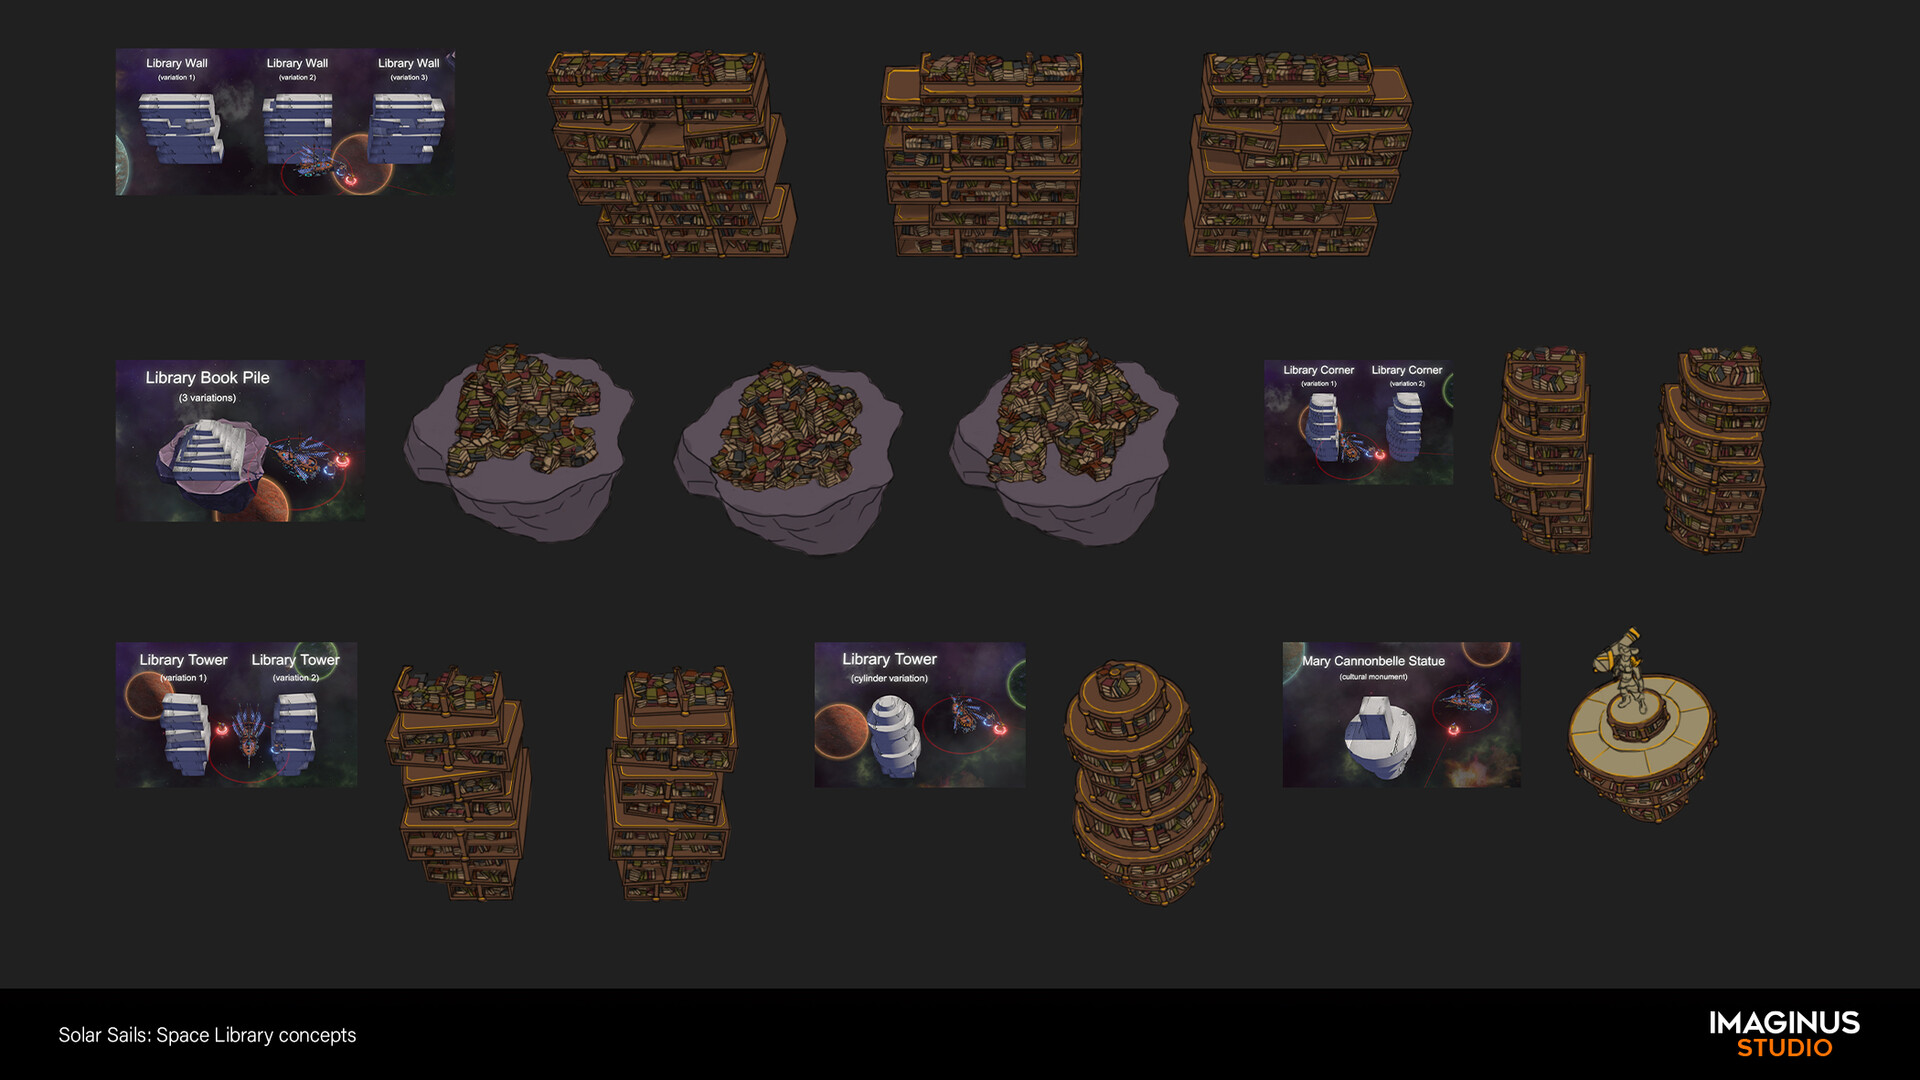 Library Wall
(variation 1)
Library Wall
(variation 2)
Library Wall
(variation 3)
Library Book Pile
(3 variations)
Library Corner
(variation 1)
Library Corner
(variation 2)
Library Tower
(variation 1)
Library Tower
(variation 2)
Library Tower
(cylinder variation)
Mary Cannonbelle Statue
(cultural monument)
Solar Sails: Space Library concepts
IMAGINUS
STUDIO